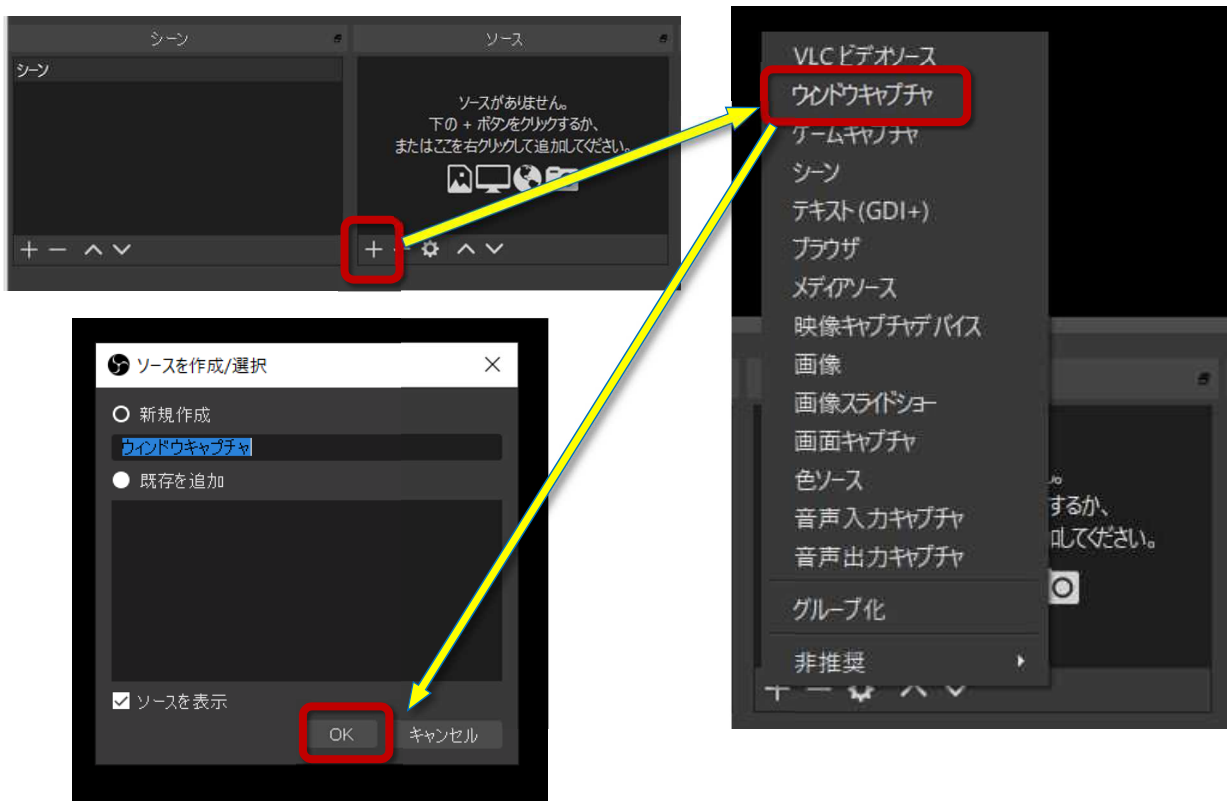 シーン
ソース
シーン
ソースがありません。
下の + ボタンをクリックするか、
またはここを右クリックして追加してください。
VLC ビデオソース
ウィンドウキャプチャ
ゲームキャプチャ
シーン
テキスト (GDI+)
ブラウザ
メディアソース
映像キャプチャデバイス
画像
画像スライドショー
画面キャプチャ
色ソース
音声入力キャプチャ
音声出力キャプチャ
グループ化
非推奨
。
するか、
加してください。
ソースを作成/選択
新規作成
ウィンドウキャプチャ
既存を追加
ソースを表示
OK
キャンセル